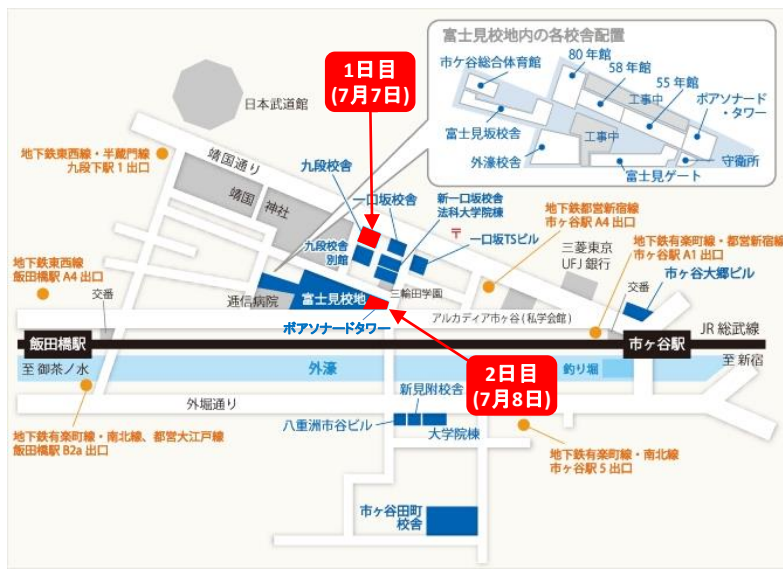 富士見校地内の各校舎配置
80年館
58年館
55年館
市ケ谷総合体育館
工事中
ボアソナード
・タワー
工事中
富士見坂校舎
外濠校舎
富士見ゲート
守衛所
1日目
(7月7日)
日本武道館
地下鉄東西線・半蔵門線
九段下駅1出口
靖国通り
靖国
神社
九段校舎
一口坂校舎
新一口坂校舎
法科大学院棟
九段校舎
別館
〒
一口坂TSビル
地下鉄都営新宿線
市ヶ谷駅 A4 出口
三菱東京
UFJ 銀行
地下鉄有楽町線・都営新宿線
市ヶ谷駅 A1 出口
地下鉄東西線
飯田橋駅 A4 出口
交番
逓信病院
富士見校地
三輪田学園
ボアソナードタワー
アルカディア市ヶ谷(私学会館)
交番
市ヶ谷大郷ビル
JR 総武線
飯田橋駅
市ヶ谷駅
至 御茶ノ水
外濠
2日目
(7月8日)
釣り堀
至 新宿
外堀通り
新見附校舎
八重洲市谷ビル
大学院棟
地下鉄有楽町線・南北線、都営大江戸線
飯田橋駅 B2a 出口
地下鉄有楽町線・南北線
市ヶ谷駅 5 出口
市ヶ谷田町
校舎